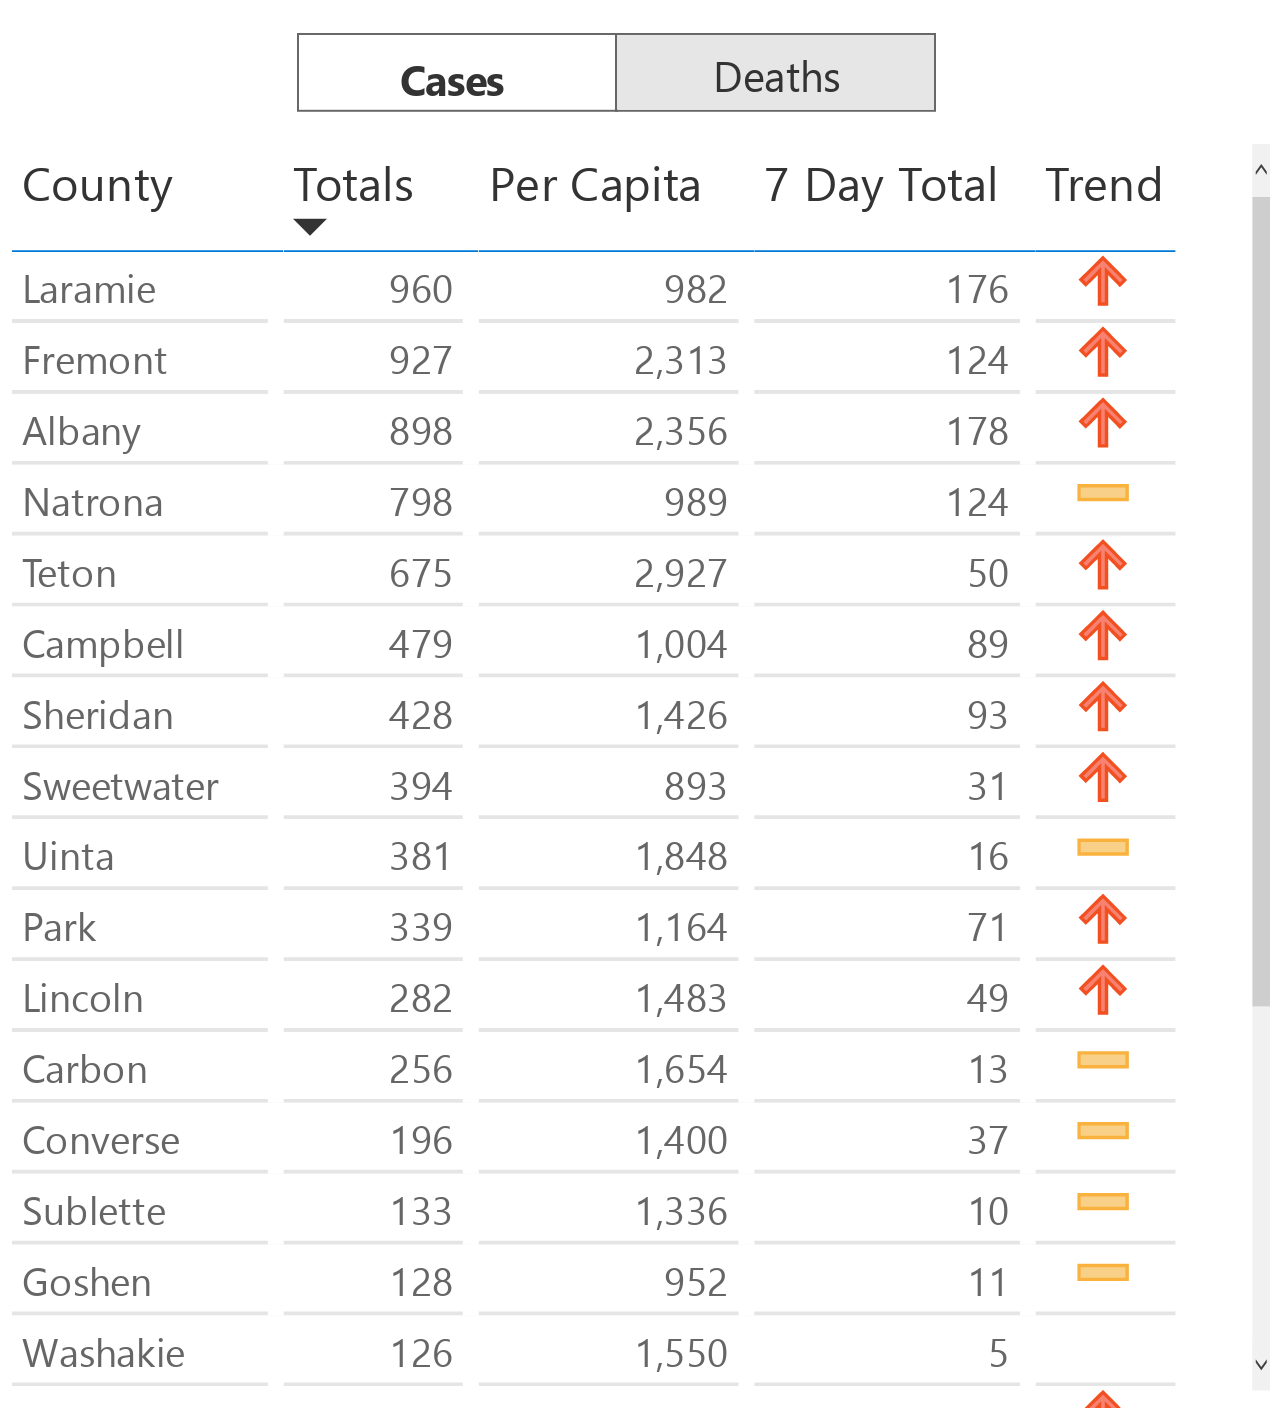 Cases Deaths
County Totals Per Capita 7 Day Total Trend
Laramie 960 982 176
Fremont 927 2,313 124
Albany 898 2,356 178
Natrona 798 989 124
Teton 675 2,927 50
Campbell 479 1,004 89
Sheridan 428 1,426 93
Sweetwater 394 893 31
Uinta 381 1,848 16
Park 339 1,164 71
Lincoln 282 1,483 49
Carbon 256 1,654 13
Converse 196 1,400 37
Sublette 133 1,336 10
Goshen 128 952 11
Washakie 126 1,550 5